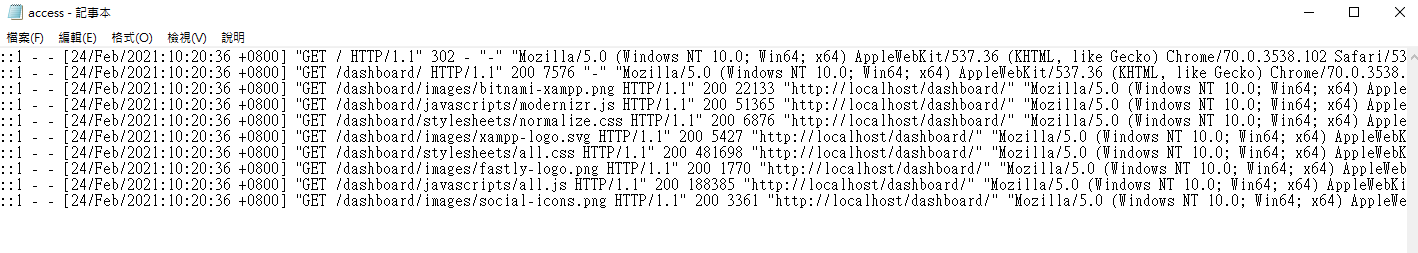 access - 記事本
檔案(F) 編輯(E) 格式(O) 檢視(V) 說明
::1 - - [24/Feb/2021:10:20:36 +0800] "GET / HTTP/1.1" 302 - "-" "Mozilla/5.0 (Windows NT 10.0; Win64; x64) AppleWebKit/537.36 (KHTML, like Gecko) Chrome/70.0.3538.102 Safari/53
::1 - - [24/Feb/2021:10:20:36 +0800] "GET /dashboard/ HTTP/1.1" 200 7576 "-" "Mozilla/5.0 (Windows NT 10.0; Win64; x64) AppleWebKit/537.36 (KHTML, like Gecko) Chrome/70.0.3538.
::1 - - [24/Feb/2021:10:20:36 +0800] "GET /dashboard/images/bitnami-xampp.png HTTP/1.1" 200 22133 "http://localhost/dashboard/" "Mozilla/5.0 (Windows NT 10.0; Win64; x64) Apple
::1 - - [24/Feb/2021:10:20:36 +0800] "GET /dashboard/javascripts/modernizr.js HTTP/1.1" 200 51365 "http://localhost/dashboard/" "Mozilla/5.0 (Windows NT 10.0; Win64; x64) Apple
::1 - - [24/Feb/2021:10:20:36 +0800] "GET /dashboard/stylesheets/normalize.css HTTP/1.1" 200 6876 "http://localhost/dashboard/" "Mozilla/5.0 (Windows NT 10.0; Win64; x64) Apple
::1 - - [24/Feb/2021:10:20:36 +0800] "GET /dashboard/images/xampp-logo.svg HTTP/1.1" 200 5427 "http://localhost/dashboard/" "Mozilla/5.0 (Windows NT 10.0; Win64; x64) AppleWebK
::1 - - [24/Feb/2021:10:20:36 +0800] "GET /dashboard/stylesheets/all.css HTTP/1.1" 200 481698 "http://localhost/dashboard/" "Mozilla/5.0 (Windows NT 10.0; Win64; x64) AppleWebK
::1 - - [24/Feb/2021:10:20:36 +0800] "GET /dashboard/images/fastly-logo.png HTTP/1.1" 200 1770 "http://localhost/dashboard/" "Mozilla/5.0 (Windows NT 10.0; Win64; x64) AppleWeb
::1 - - [24/Feb/2021:10:20:36 +0800] "GET /dashboard/javascripts/all.js HTTP/1.1" 200 188385 "http://localhost/dashboard/" "Mozilla/5.0 (Windows NT 10.0; Win64; x64) AppleWebKi
::1 - - [24/Feb/2021:10:20:36 +0800] "GET /dashboard/images/social-icons.png HTTP/1.1" 200 3361 "http://localhost/dashboard/" "Mozilla/5.0 (Windows NT 10.0; Win64; x64) AppleWe